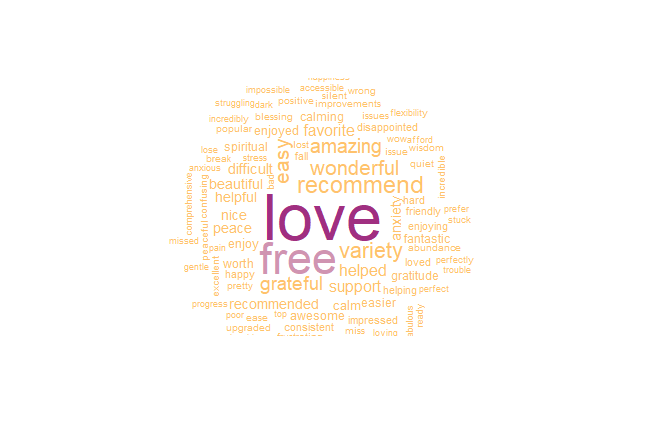 happiness
impossible accessible
silent wrong
struggling dark positive improvements
incredibly blessing calming issues flexibility
popular enjoyed favorite disappointed
wow afford
lose spiritual easy lost amazing issue wisdom
break stress fall
anxious difficult wonderful quiet incredible
comprehensive confusing beautiful bad recommend
helpful hard prefer
nice love anxiety friendly stuck
peace enjoying
missed peaceful pain enjoy free variety fantastic
abundance
gentle worth loved perfectly
happy helped gratitude trouble
excellent pretty grateful support helping perfect
progress recommended calm easier
poor ease top awesome impressed fabulous ready
upgraded consistent miss loving
frustrating